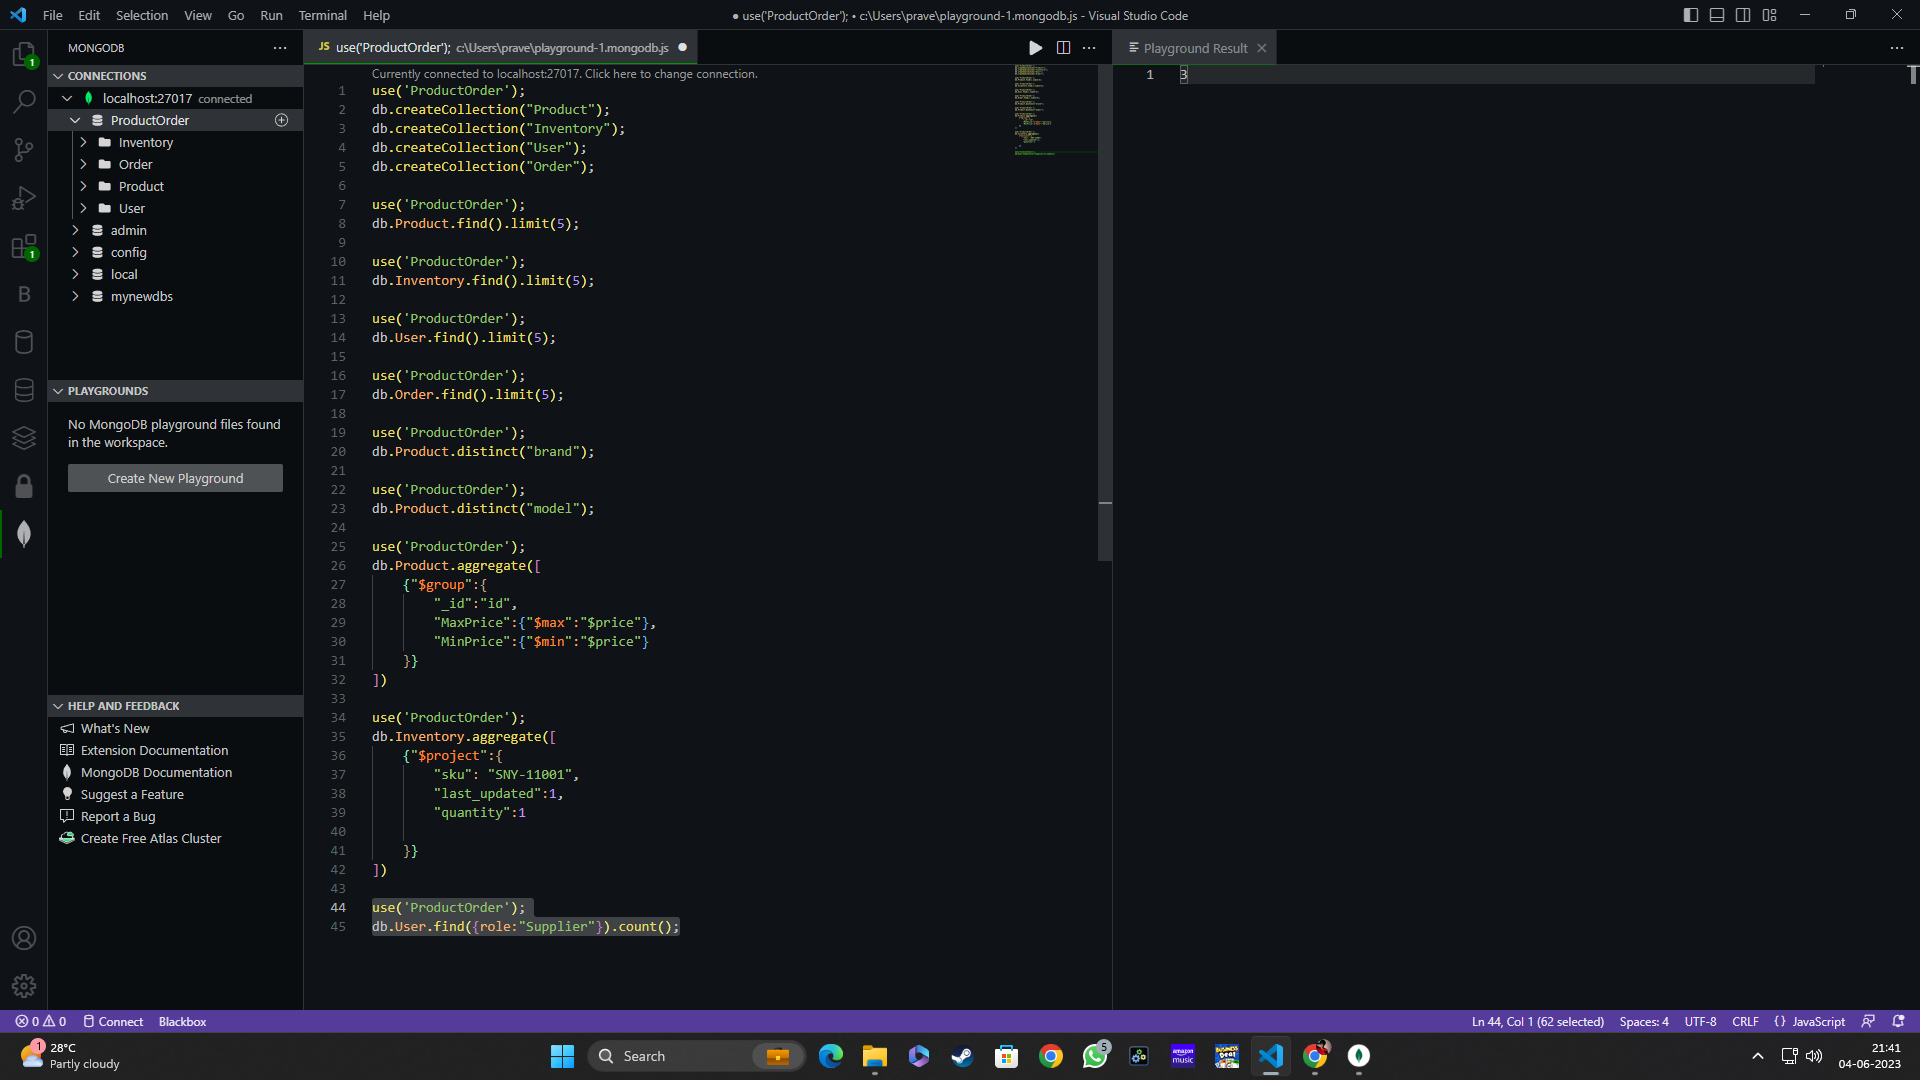 File Edit Selection View Go Run Terminal Help
● use('ProductOrder'); • c:\Users\prave\playground-1.mongodb.js - Visual Studio Code
MONGODB
CONNECTIONS
localhost:27017 connected
ProductOrder
Inventory
Order
Product
User
admin
config
local
mynewdbs
PLAYGROUNDS
No MongoDB playground files found
in the workspace.
Create New Playground
HELP AND FEEDBACK
What's New
Extension Documentation
MongoDB Documentation
Suggest a Feature
Report a Bug
Create Free Atlas Cluster
1
1
B
JS use('ProductOrder'); c:\Users\prave\playground-1.mongodb.js
Currently connected to localhost:27017. Click here to change connection.
1 use('ProductOrder');
2 db.createCollection("Product");
3 db.createCollection("Inventory");
4 db.createCollection("User");
5 db.createCollection("Order");
6
7 use('ProductOrder');
8 db.Product.find().limit(5);
9
10 use('ProductOrder');
11 db.Inventory.find().limit(5);
12
13 use('ProductOrder');
14 db.User.find().limit(5);
15
16 use('ProductOrder');
17 db.Order.find().limit(5);
18
19 use('ProductOrder');
20 db.Product.distinct("brand");
21
22 use('ProductOrder');
23 db.Product.distinct("model");
24
25 use('ProductOrder');
26 db.Product.aggregate([
27 {"$group":{
28 "_id":"id",
29 "MaxPrice":{"$max":"$price"},
30 "MinPrice":{"$min":"$price"}
31 }}
32 ])
33
34 use('ProductOrder');
35 db.Inventory.aggregate([
36 {"$project":{
37 "sku": "SNY-11001",
38 "last_updated":1,
39 "quantity":1
40
41 }}
42 ])
43
44 use('ProductOrder');
45 db.User.find({role:"Supplier"}).count();
Playground Result
1 3
0 0 Connect Blackbox
Ln 44, Col 1 (62 selected) Spaces: 4 UTF-8 CRLF {} JavaScript
1
28°C
Partly cloudy
Search
5
amazon music
21:41
04-06-2023